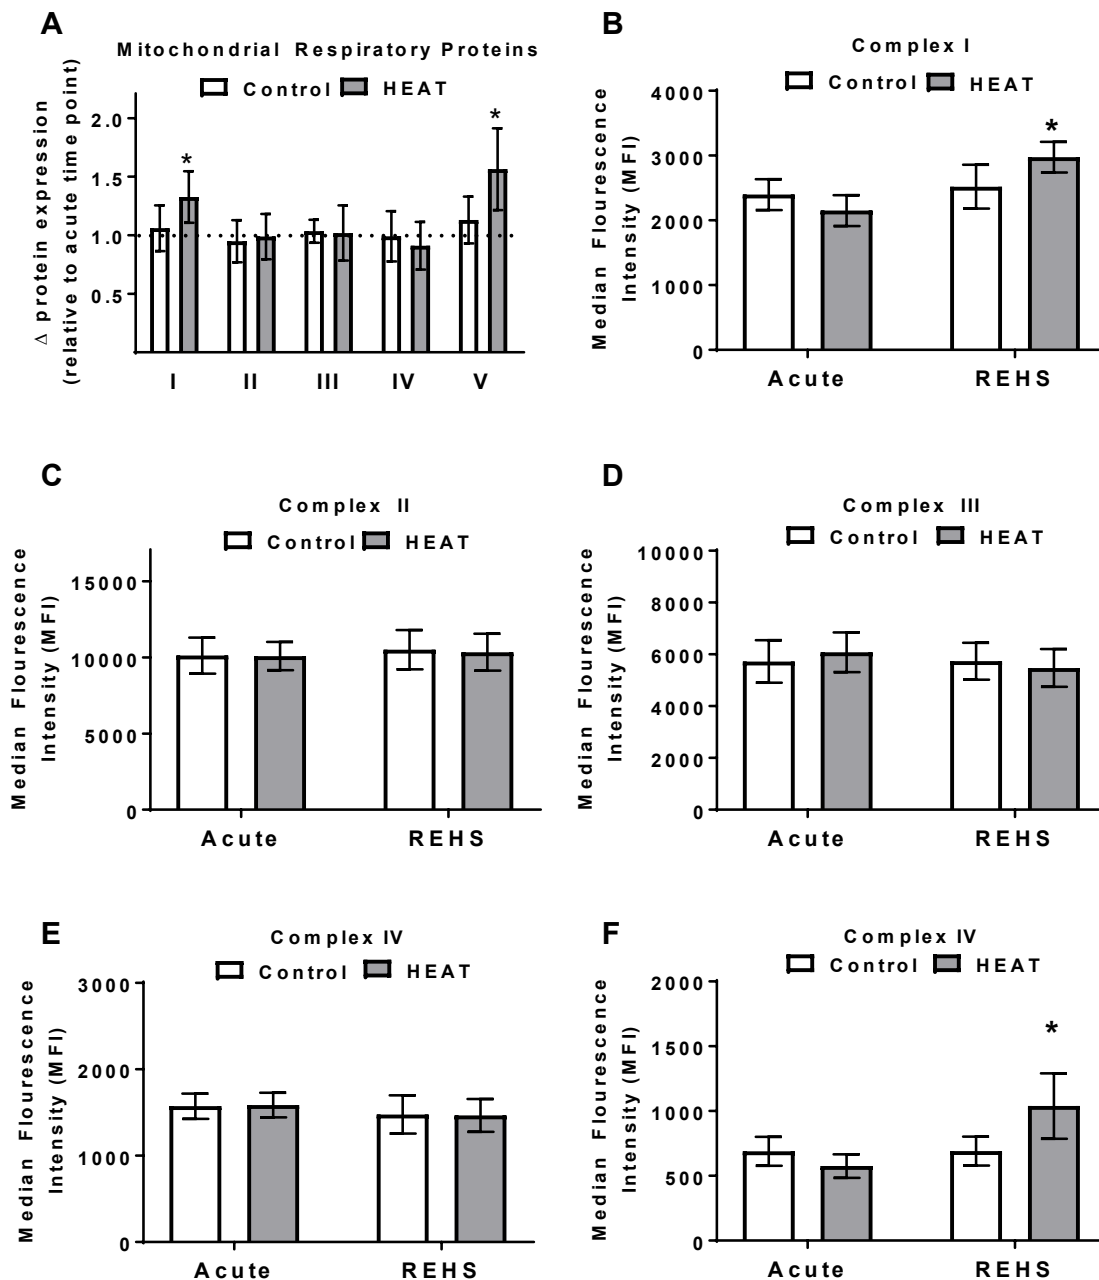 A
Mitochondrial Respiratory Proteins
Control HEAT
Δ protein expression
(relative to acute time point)
2.0
1.5
1.0
0.5
* *
I II III IV V
B
Complex I
Control HEAT
Median Flourescence
Intensity (MFI)
4000
3000
2000
1000
0
*
Acute REHS
C
Complex II
Control HEAT
Median Flourescence
Intensity (MFI)
15000
10000
5000
0
Acute REHS
D
Complex III
Control HEAT
Median Flourescence
Intensity (MFI)
10000
8000
6000
4000
2000
0
Acute REHS
E
Complex IV
Control HEAT
Median Flourescence
Intensity (MFI)
3000
2000
1000
0
Acute REHS
F
Complex IV
Control HEAT
Median Flourescence
Intensity (MFI)
2000
1500
1000
500
0
*
Acute REHS